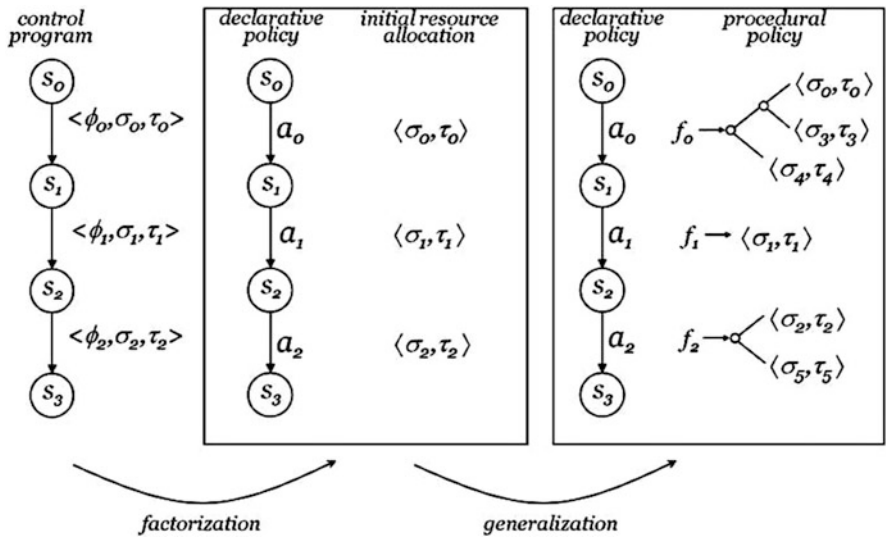 control
program
S₀
<ϕ₀,σ₀,τ₀>
S₁
<ϕ₁,σ₁,τ₁>
S₂
<ϕ₂,σ₂,τ₂>
S₃
declarative
policy
initial resource
allocation
S₀
a₀
⟨σ₀,τ₀⟩
S₁
a₁
⟨σ₁,τ₁⟩
S₂
a₂
⟨σ₂,τ₂⟩
S₃
declarative
policy
procedural
policy
S₀
a₀
f₀
⟨σ₀,τ₀⟩
⟨σ₃,τ₃⟩
⟨σ₄,τ₄⟩
S₁
a₁
f₁
⟨σ₁,τ₁⟩
S₂
a₂
f₂
⟨σ₂,τ₂⟩
⟨σ₅,τ₅⟩
S₃
factorization
generalization